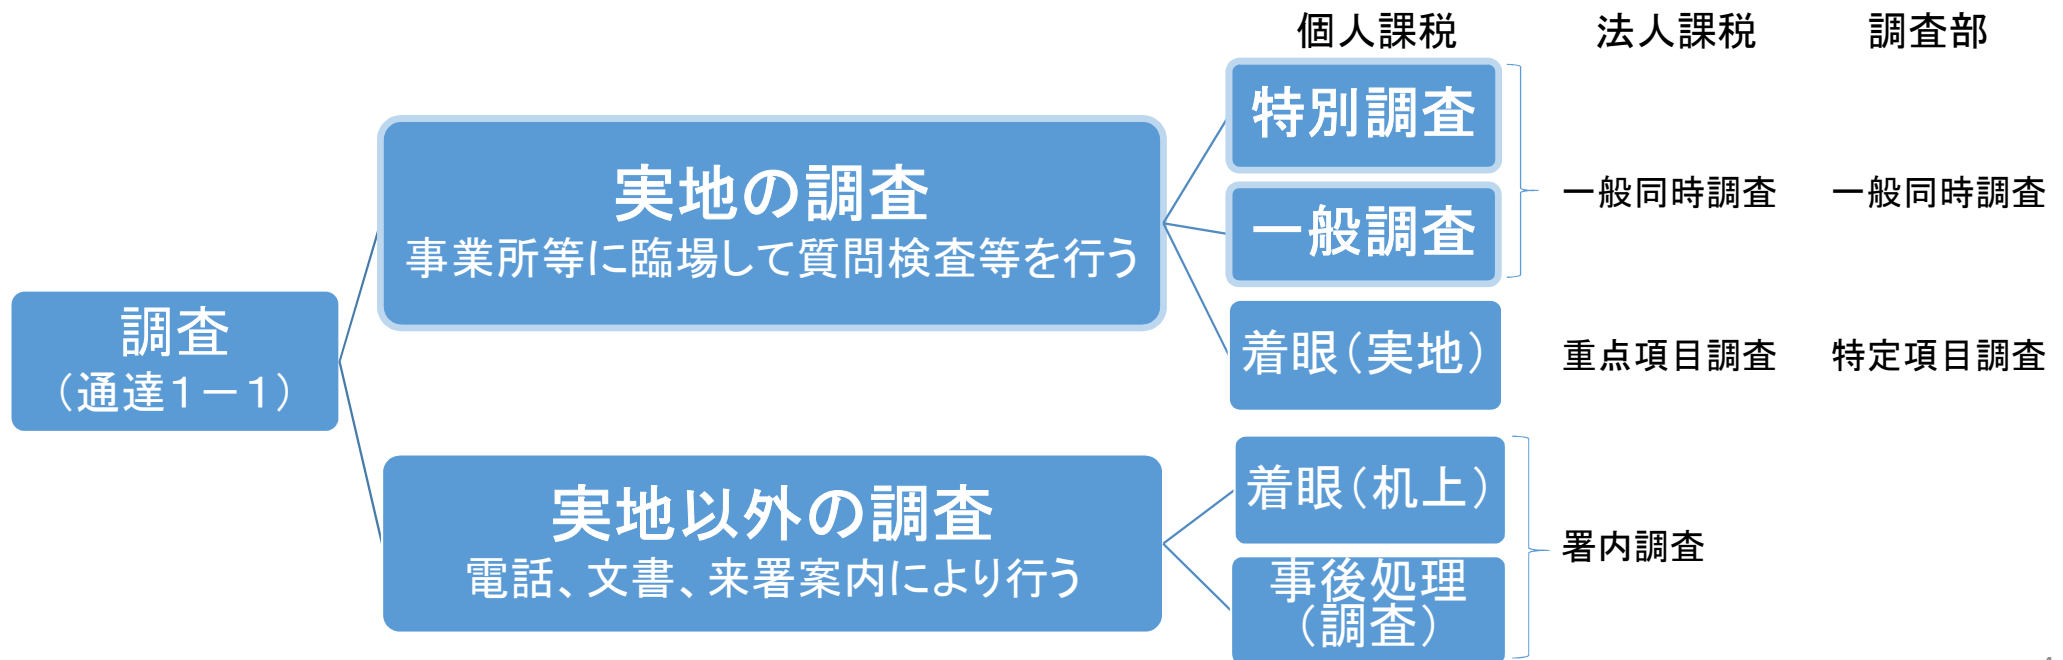 個人課税 法人課税 調査部
特別調査
実地の調査
事業所等に臨場して質問検査等を行う
一般同時調査 一般同時調査
一般調査
調査
（通達１－１）
着眼（実地）
重点項目調査 特定項目調査
着眼（机上）
実地以外の調査
電話、文書、来署案内により行う
署内調査
事後処理
（調査）